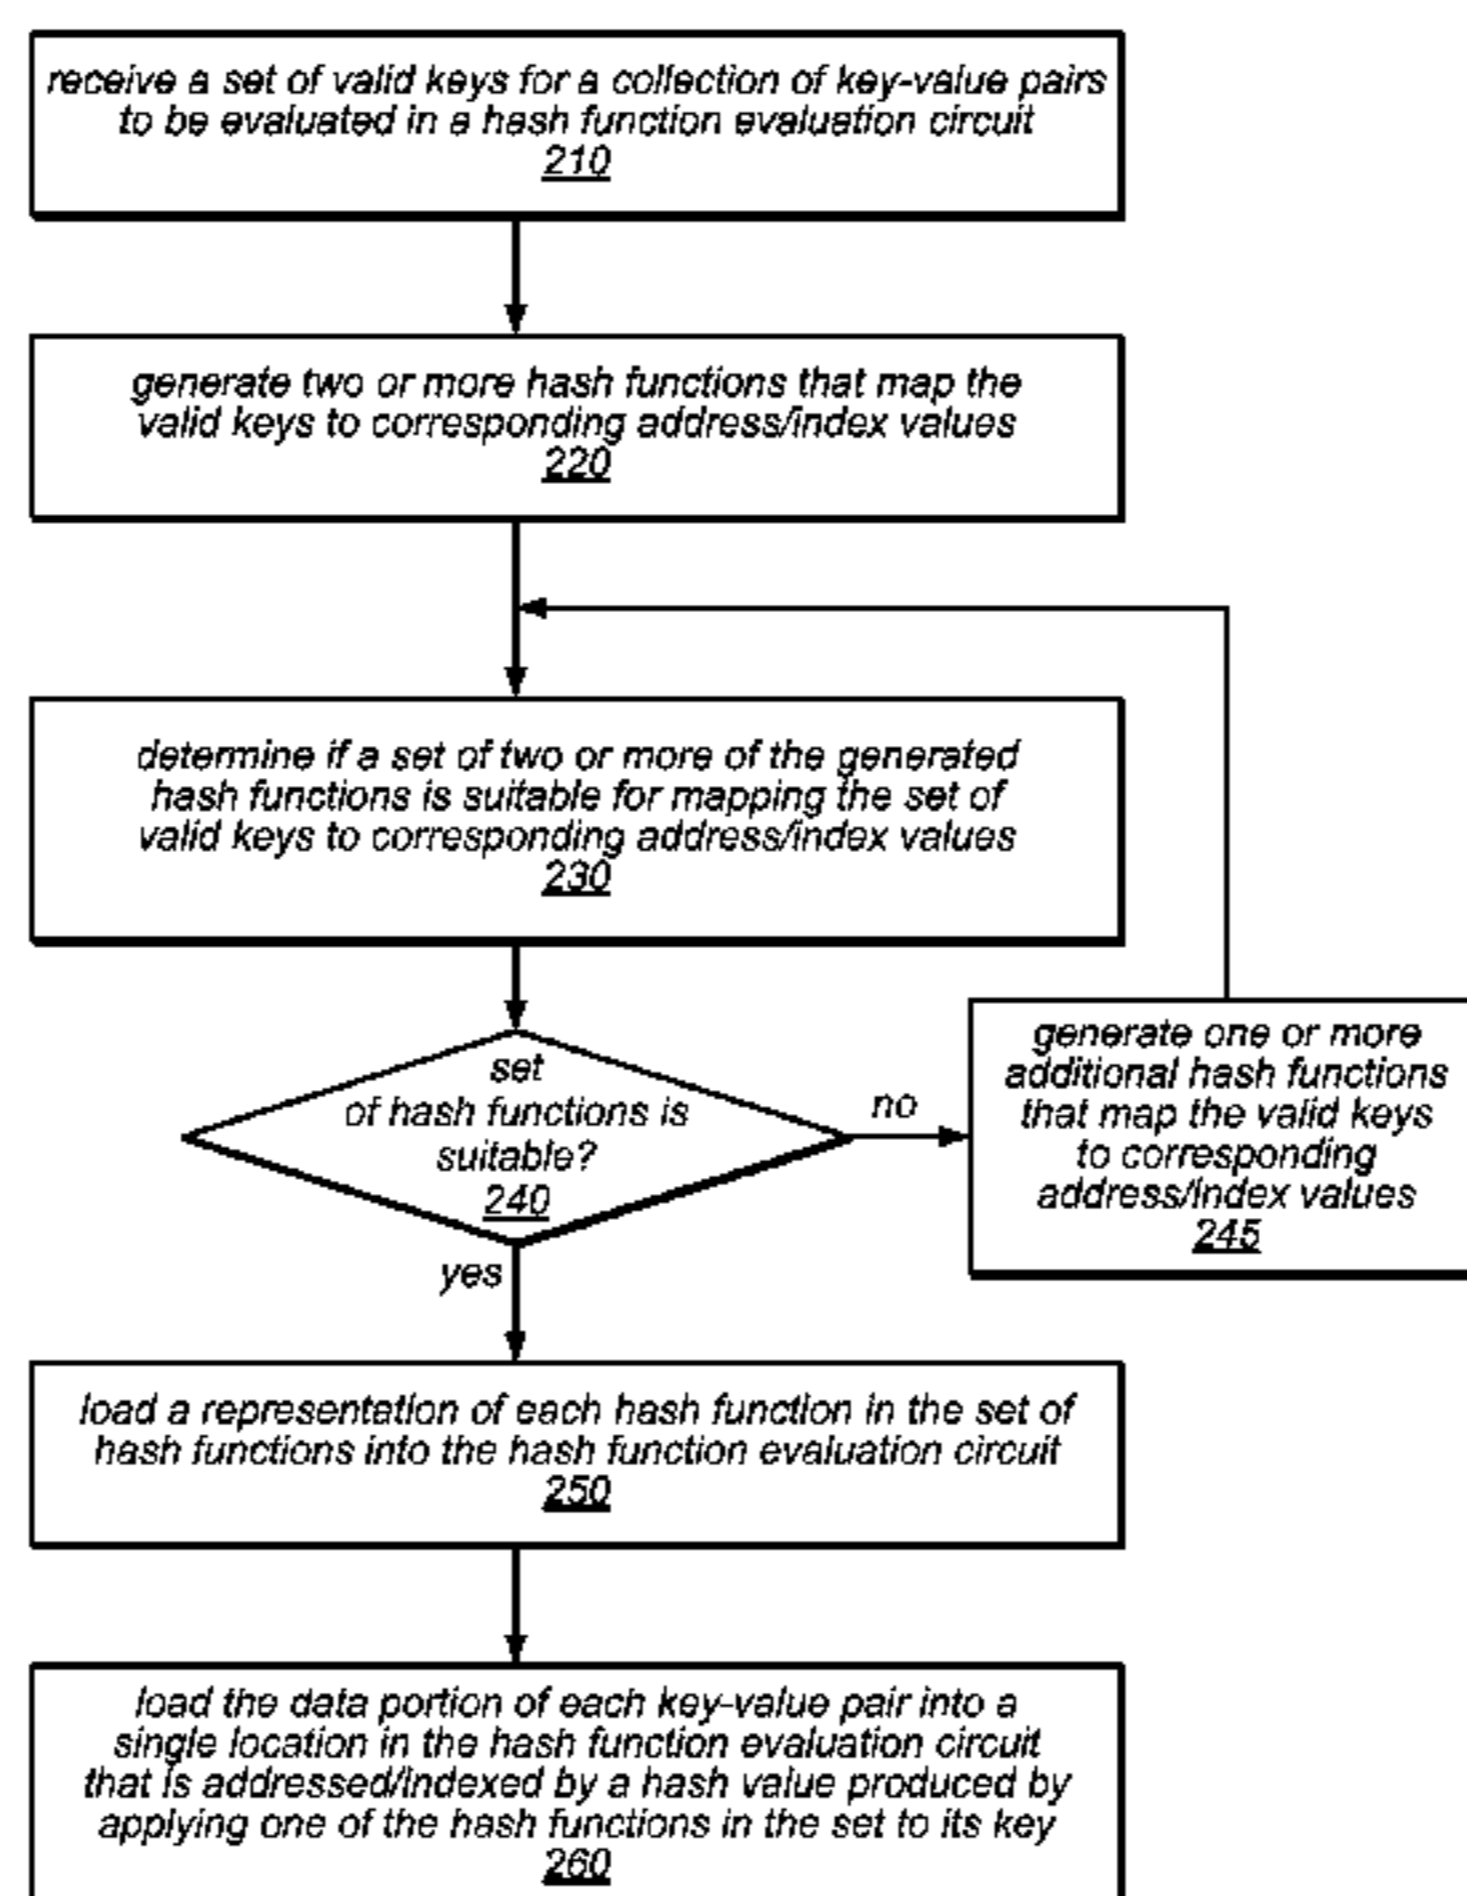 receive a set of valid keys for a collection of key-value pairs
to be evaluated in a hash function evaluation circuit
210
generate two or more hash functions that map the
valid keys to corresponding address/index values
220
determine if a set of two or more of the generated
hash functions is suitable for mapping the set of
valid keys to corresponding address/index values
230
set
of hash functions is
suitable?
240
no
generate one or more
additional hash functions
that map the valid keys
to corresponding
address/index values
245
yes
load a representation of each hash function in the set of
hash functions into the hash function evaluation circuit
250
load the data portion of each key-value pair into a
single location in the hash function evaluation circuit
that is addressed/indexed by a hash value produced by
applying one of the hash functions in the set to its key
260